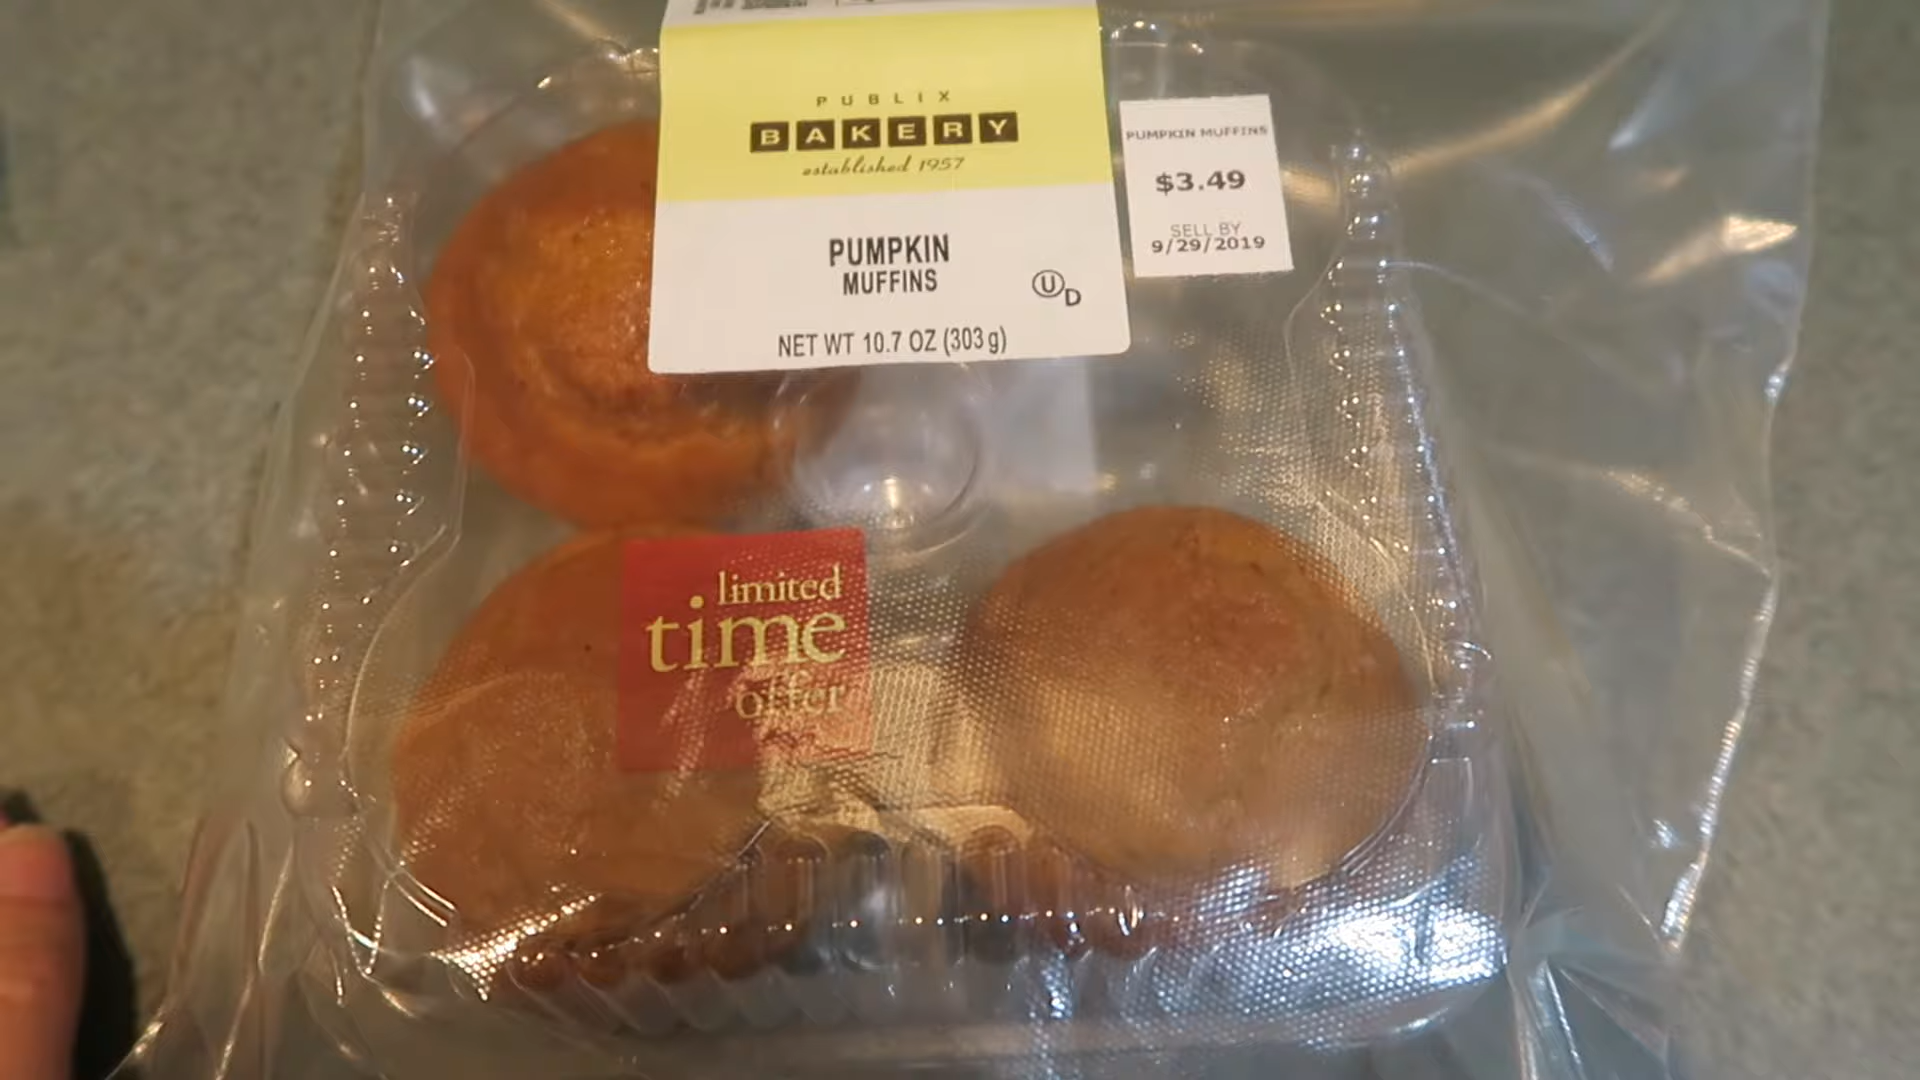 PUBLIX
BAKERY
established 1957
PUMPKIN
MUFFINS
UD
NET WT 10.7 OZ (303 g)
PUMPKIN MUFFINS
$3.49
SELL BY
9/29/2019
limited
time
offer